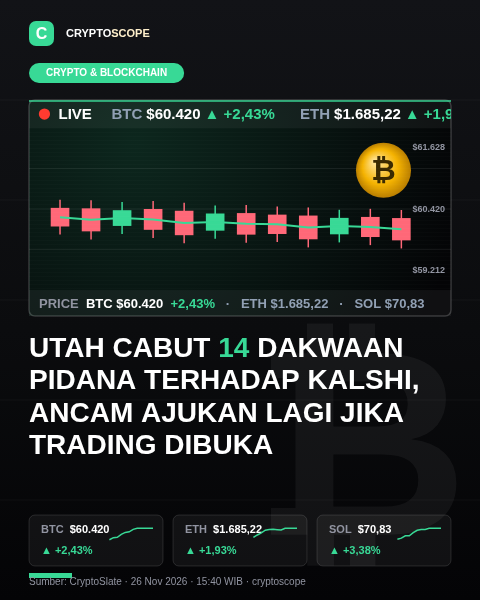 C CRYPTOSCOPE
CRYPTO & BLOCKCHAIN
LIVE BTC $60.420 ▲ +2,43% ETH $1.685,22 ▲ +1,9
$61.628
₿
$60.420
$59.212
PRICE BTC $60.420 +2,43% · ETH $1.685,22 · SOL $70,83
UTAH CABUT 14 DAKWAAN
PIDANA TERHADAP KALSHI,
ANCAM AJUKAN LAGI JIKA
TRADING DIBUKA
BTC $60.420
▲ +2,43%
ETH $1.685,22
▲ +1,93%
SOL $70,83
▲ +3,38%
Sumber: CryptoSlate · 26 Nov 2026 · 15:40 WIB · cryptoscope